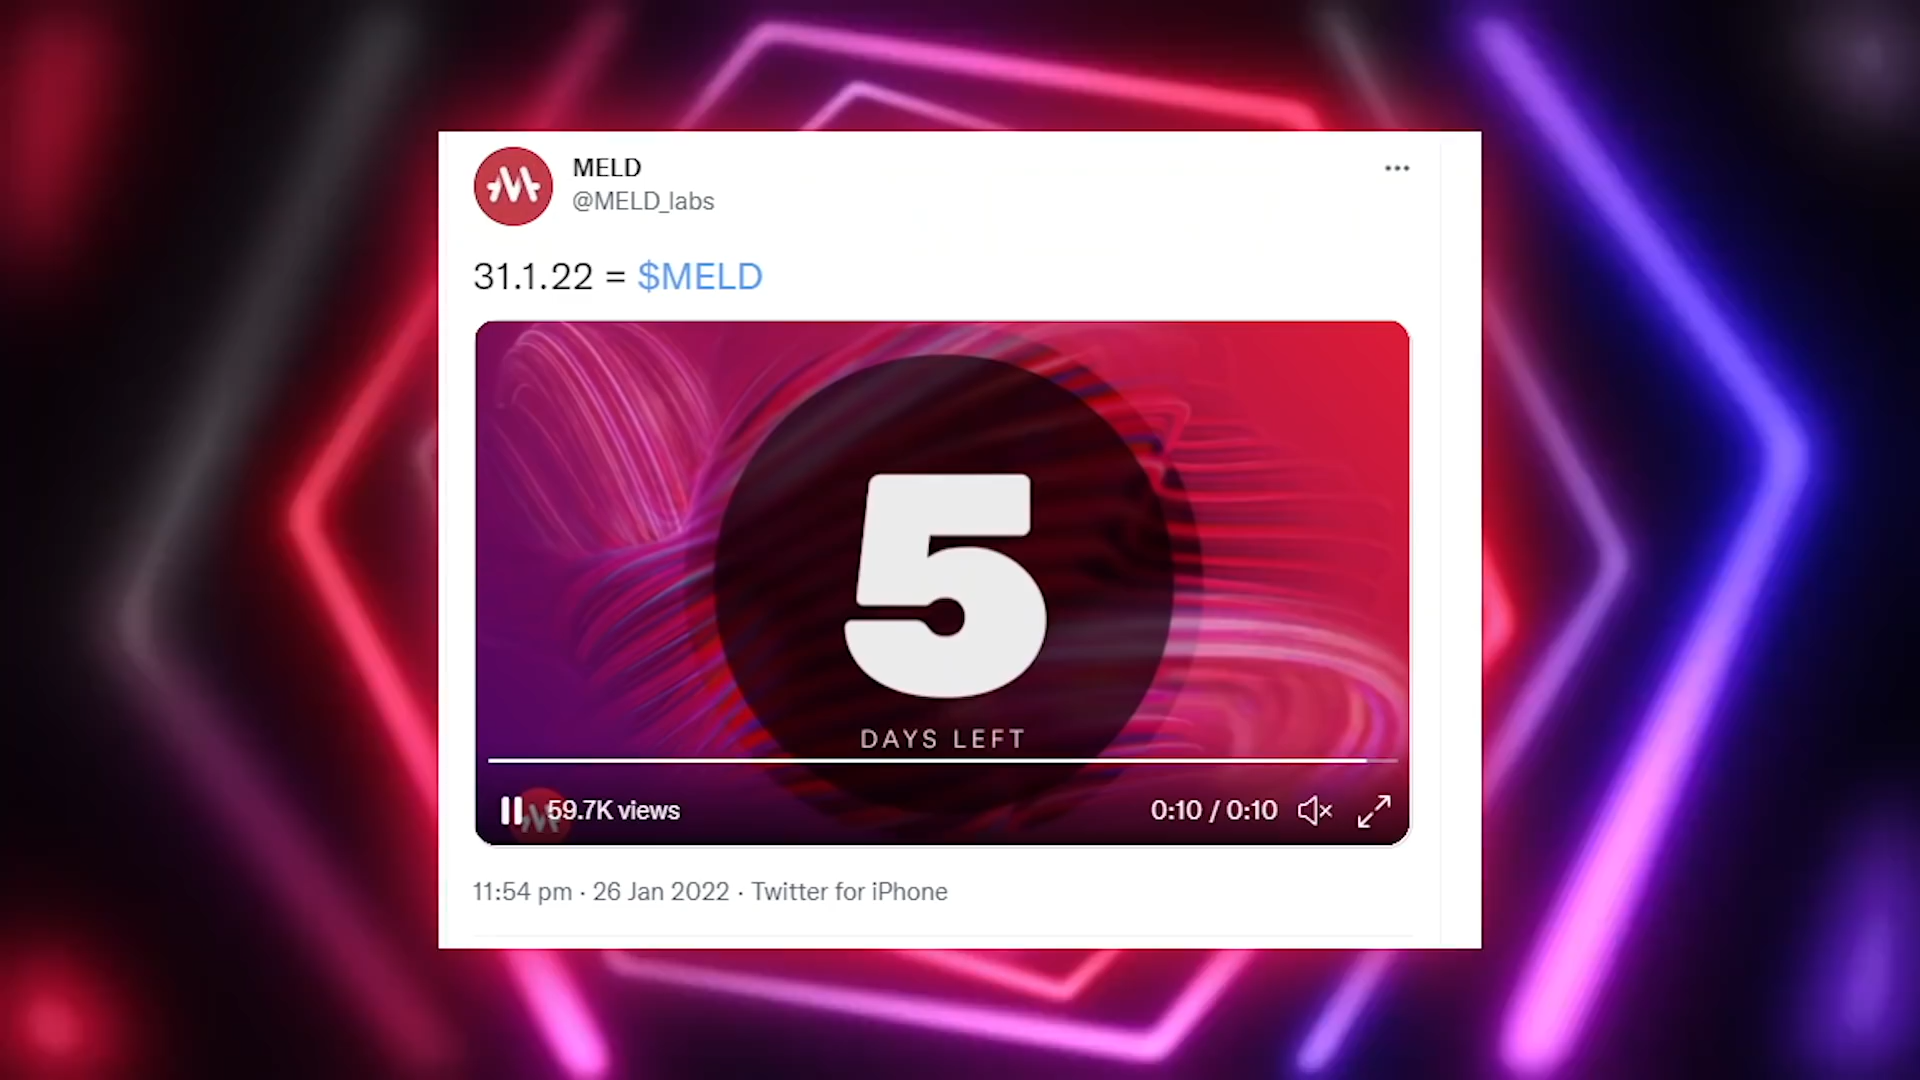 MELD
@MELD_labs
31.1.22 = $MELD
5
DAYS LEFT
59.7K views
0:10 / 0:10
11:54 pm · 26 Jan 2022 · Twitter for iPhone